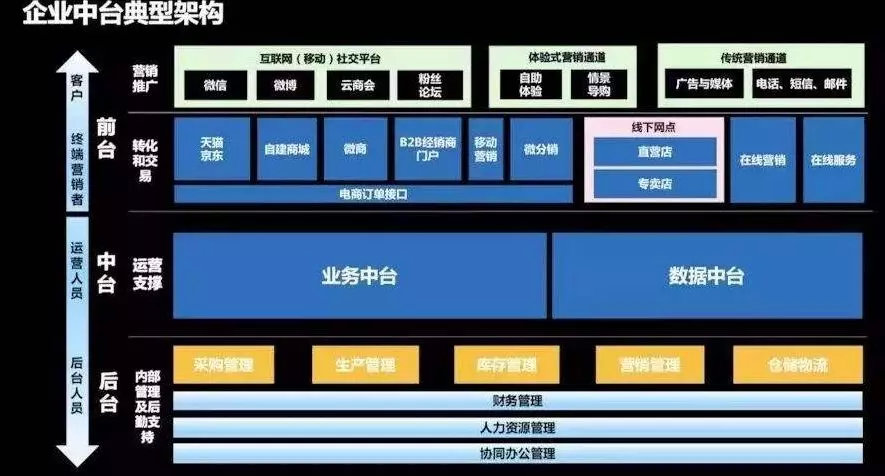 企业中台典型架构
客户
终端营销者
运营人员
后台人员
前台
中台
后台
营销
推广
互联网（移动）社交平台
微信
微博
云商会
粉丝
论坛
体验式营销通道
自助
体验
情景
导购
传统营销通道
广告与媒体
电话、短信、邮件
转化
和交
易
天猫
京东
自建商城
微商
B2B经销商
门户
移动
营销
微分销
电商订单接口
线下网点
直营店
专卖店
在线营销
在线服务
运营
支撑
业务中台
数据中台
内部
管理
及后
勤支
持
采购管理
生产管理
库存管理
营销管理
仓储物流
财务管理
人力资源管理
协同办公管理